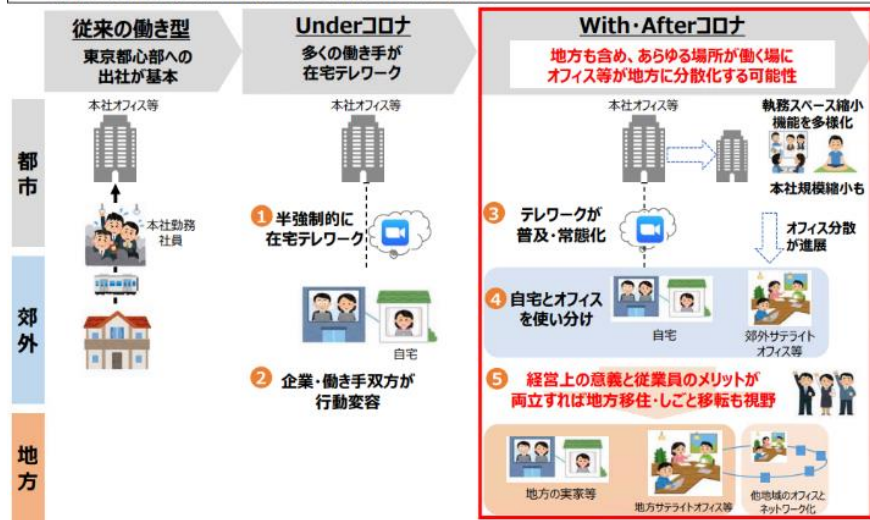 従来の働き型
東京都心部への
出社が基本
Underコロナ
多くの働き手が
在宅テレワーク
With・Afterコロナ
地方も含め、あらゆる場所が働く場に
オフィス等が地方に分散化する可能性
都市
郊外
地方
本社オフィス等
本社勤務
社員
本社オフィス等
1 半強制的に
在宅テレワーク
自宅
2 企業・働き手双方が
行動変容
本社オフィス等
執務スペース縮小
機能を多様化
本社規模縮小も
3 テレワークが
普及・常態化
オフィス分散
が進展
4 自宅とオフィス
を使い分け
自宅
郊外サテライト
オフィス等
5 経営上の意義と従業員のメリットが
両立すれば地方移住・しごと移転も視野
地方の実家等
地方サテライトオフィス等
他地域のオフィスと
ネットワーク化